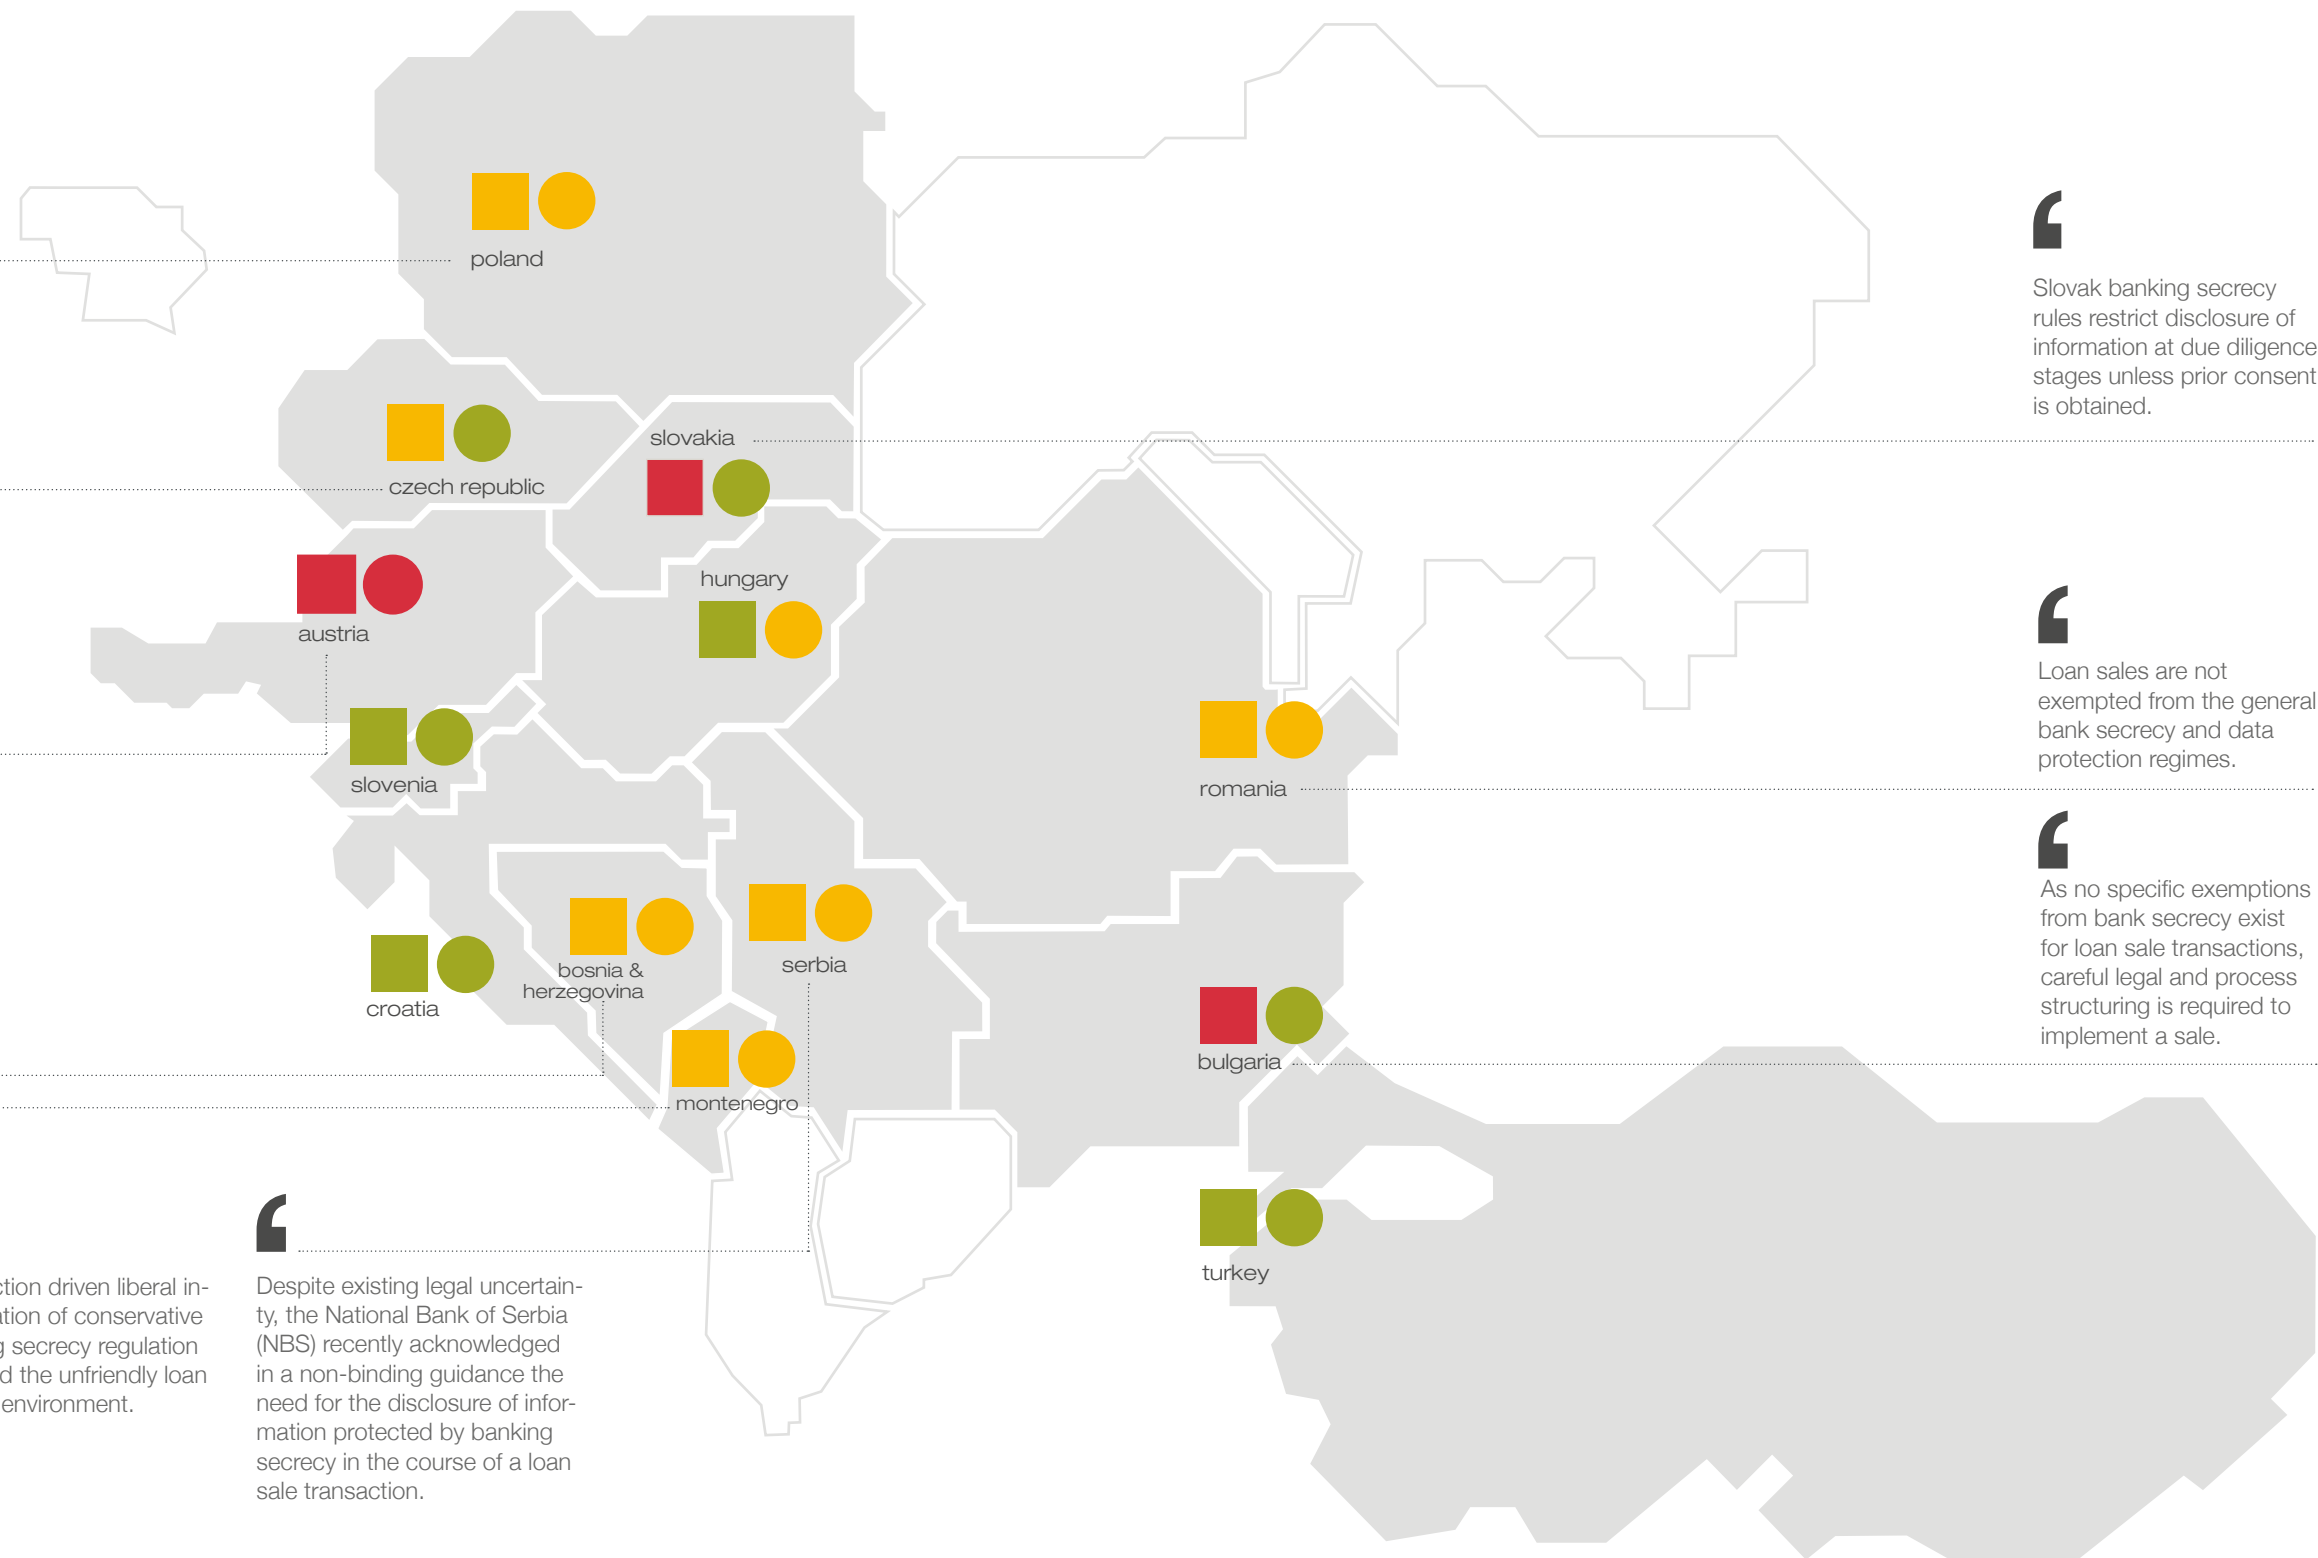 poland
Slovak banking secrecy
rules restrict disclosure of
information at due diligence
stages unless prior consent
is obtained.
slovakia
czech republic
hungary
austria
Loan sales are not
exempted from the general
bank secrecy and data
protection regimes.
slovenia
romania
As no specific exemptions
from bank secrecy exist
for loan sale transactions,
careful legal and process
structuring is required to
implement a sale.
bosnia &
herzegovina
serbia
croatia
bulgaria
montenegro
turkey
driven liberal in-
of conservative
secrecy regulation
the unfriendly loan
environment.
Despite existing legal uncertain-
ty, the National Bank of Serbia
(NBS) recently acknowledged
in a non-binding guidance the
need for the disclosure of infor-
mation protected by banking
secrecy in the course of a loan
sale transaction.